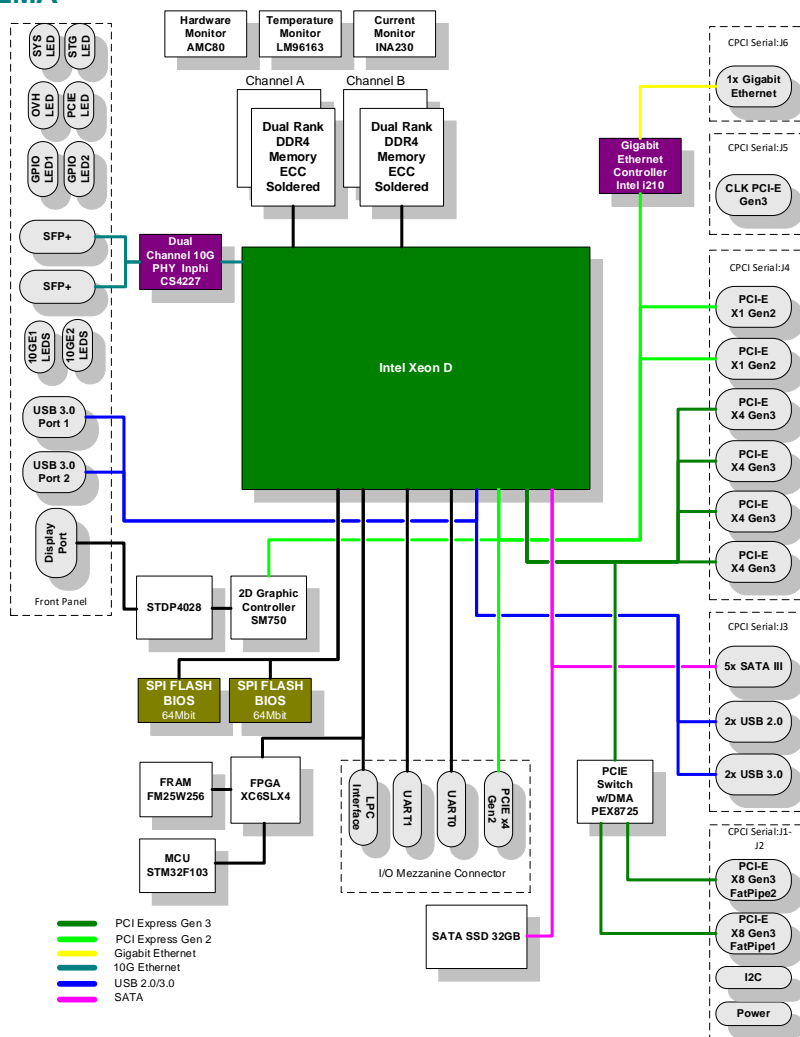 Hardware
Monitor
AMC80
Temperature
Monitor
LM96163
Current
Monitor
INA230
SYS
LED
STG
LED
OVH
LED
PCIE
LED
GPIO
LED1
GPIO
LED2
SFP+
SFP+
10GE1
LEDS
10GE2
LEDS
USB 3.0
Port 1
USB 3.0
Port 2
Display
Port
Front Panel
Channel A
Channel B
Dual Rank
DDR4
Memory
ECC
Soldered
Dual Rank
DDR4
Memory
ECC
Soldered
Dual
Channel 10G
PHY Inphi
CS4227
Intel Xeon D
Gigabit
Ethernet
Controller
Intel i210
CPCI Serial:J6
1x Gigabit
Ethernet
CPCI Serial:J5
CLK PCI-E
Gen3
CPCI Serial:J4
PCI-E
X1 Gen2
PCI-E
X1 Gen2
PCI-E
X4 Gen3
PCI-E
X4 Gen3
PCI-E
X4 Gen3
PCI-E
X4 Gen3
CPCI Serial:J3
5x SATA III
2x USB 2.0
2x USB 3.0
CPCI Serial:J1-
J2
PCI-E
X8 Gen3
FatPipe2
PCI-E
X8 Gen3
FatPipe1
I2C
Power
STDP4028
2D Graphic
Controller
SM750
SPI FLASH
BIOS
64Mbit
SPI FLASH
BIOS
64Mbit
FRAM
FM25W256
FPGA
XC6SLX4
MCU
STM32F103
LPC
Interface
UART1
UART0
PCIE x4
Gen2
I/O Mezzanine Connector
PCIE
Switch
w/DMA
PEX8725
SATA SSD 32GB
PCI Express Gen 3
PCI Express Gen 2
Gigabit Ethernet
10G Ethernet
USB 2.0/3.0
SATA